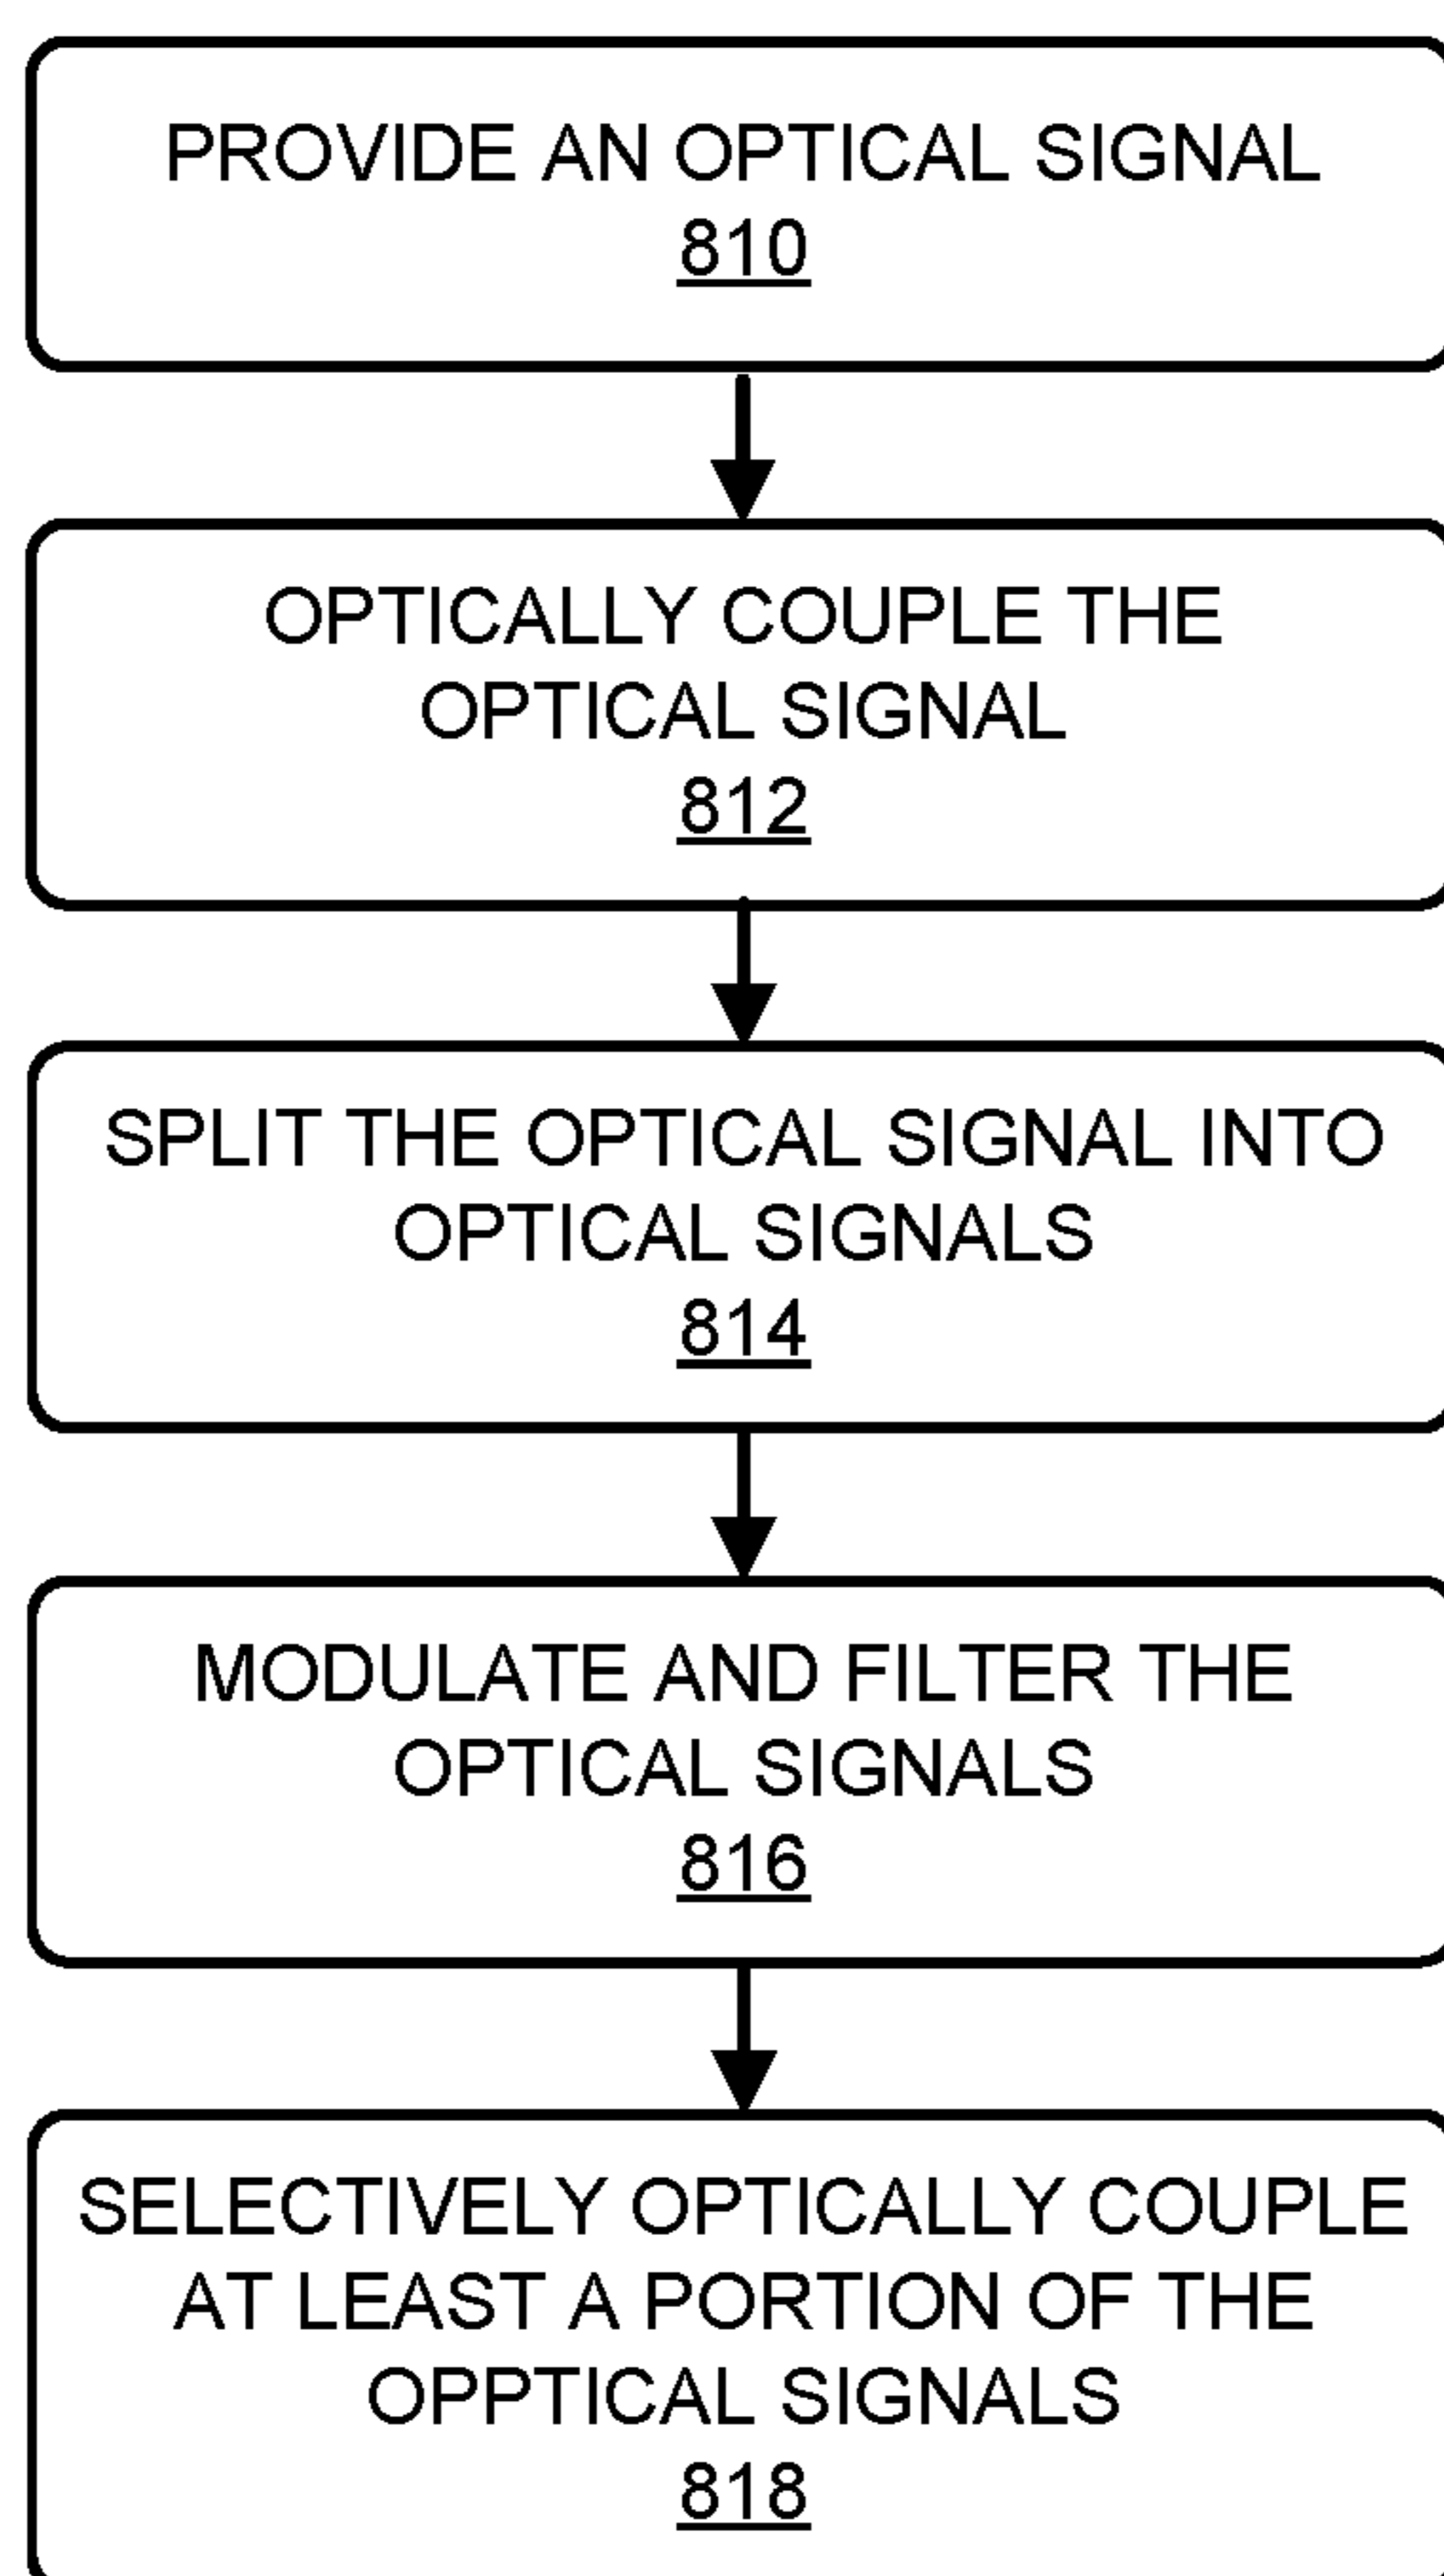 PROVIDE AN OPTICAL SIGNAL
810
OPTICALLY COUPLE THE
OPTICAL SIGNAL
812
SPLIT THE OPTICAL SIGNAL INTO
OPTICAL SIGNALS
814
MODULATE AND FILTER THE
OPTICAL SIGNALS
816
SELECTIVELY OPTICALLY COUPLE
AT LEAST A PORTION OF THE
OPPTICAL SIGNALS
818